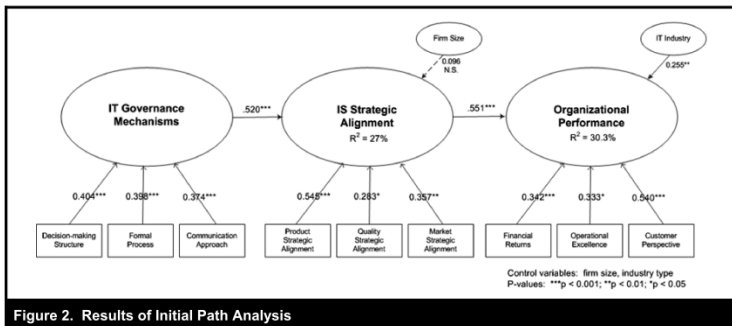 Firm Size
IT Industry
0.096
N.S.
0.255**
IT Governance
Mechanisms
.520***
IS Strategic
Alignment
R² = 27%
.551***
Organizational
Performance
R² = 30.3%
0.404***
0.398***
0.374***
0.545***
0.283*
0.357**
0.342***
0.333*
0.540***
Decision-making
Structure
Formal
Process
Communication
Approach
Product
Strategic
Alignment
Quality
Strategic
Alignment
Market
Strategic
Alignment
Financial
Returns
Operational
Excellence
Customer
Perspective
Control variables: firm size, industry type
P-values: ***p < 0.001; **p < 0.01; *p < 0.05
Figure 2. Results of Initial Path Analysis